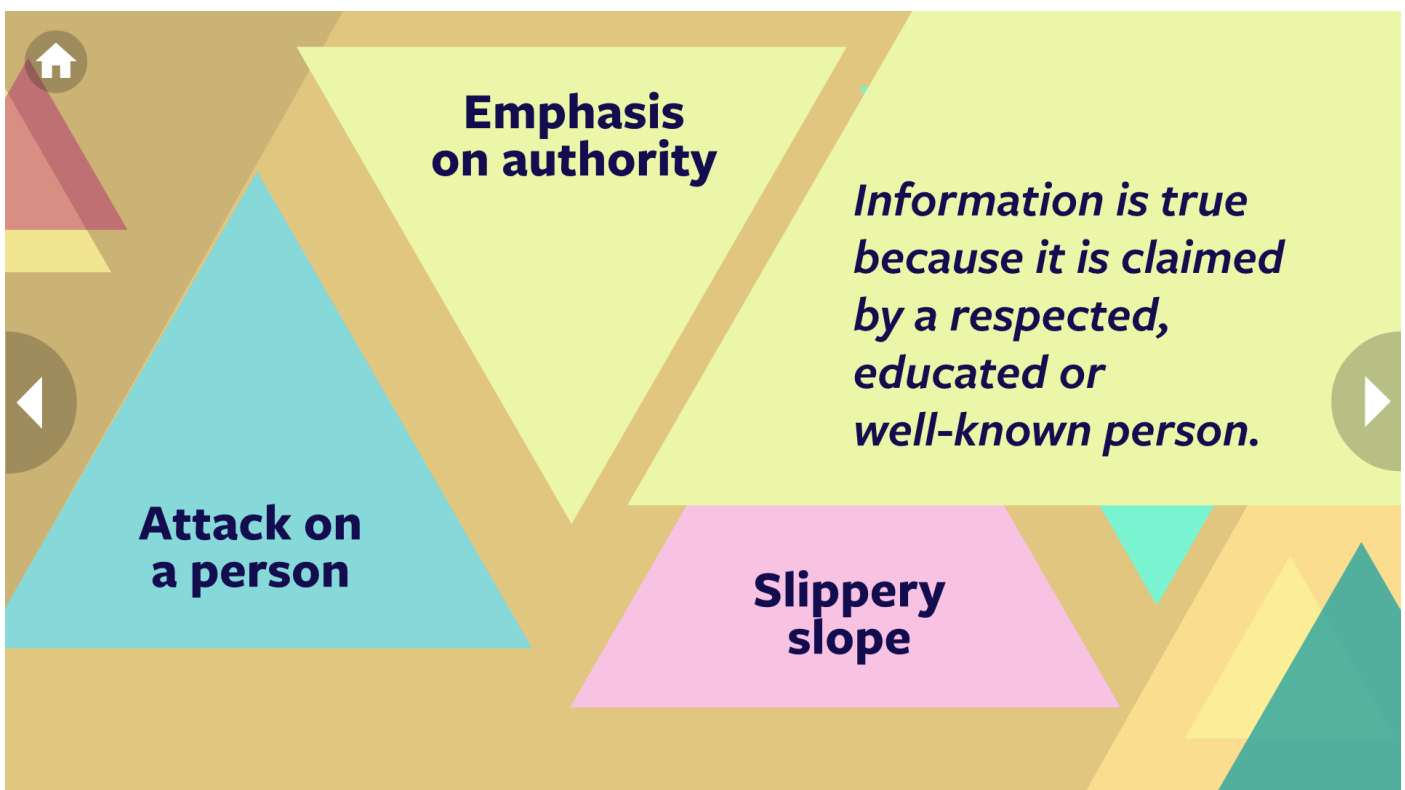 Emphasis
on authority
Information is true
because it is claimed
by a respected,
educated or
well-known person.
Attack on
a person
Slippery
slope